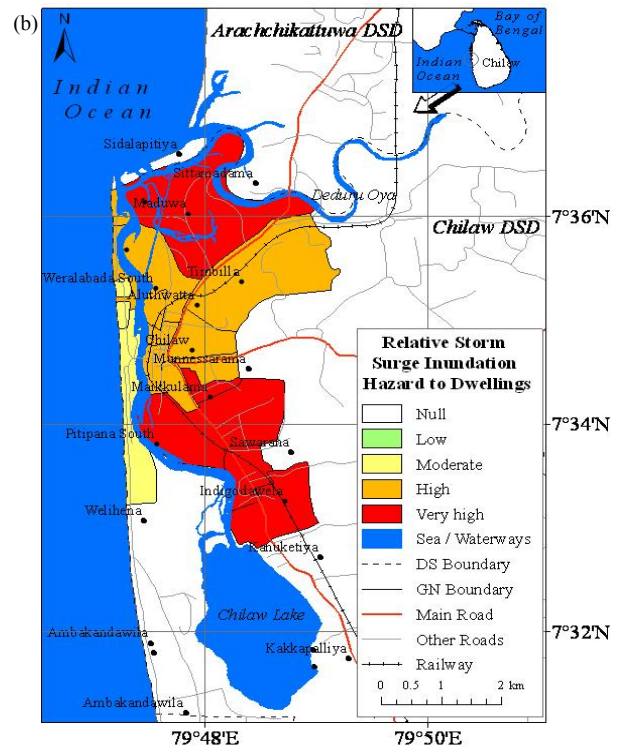 (b)
N
Arachchikattuwa DSD
Bay of
Bengal
Indian
Ocean
Chilaw
Indian
Ocean
Sidalapitiya
Sittamadama
Deduru Oya
Maduwa
7°36'N
Chilaw DSD
Timbilla
Weralabada South
Aluthwatta
Chilaw
Munnessarama
Maikkulama
7°34'N
Pitipana South
Sawarana
Indigodawela
Welihena
Kanuketiya
Chilaw Lake
7°32'N
Ambakandawila
Kakkapalliya
Ambakandawila
79°48'E
79°50'E
Relative Storm
Surge Inundation
Hazard to Dwellings
Null
Low
Moderate
High
Very high
Sea / Waterways
DS Boundary
GN Boundary
Main Road
Other Roads
Railway
0 0.5 1 2 km